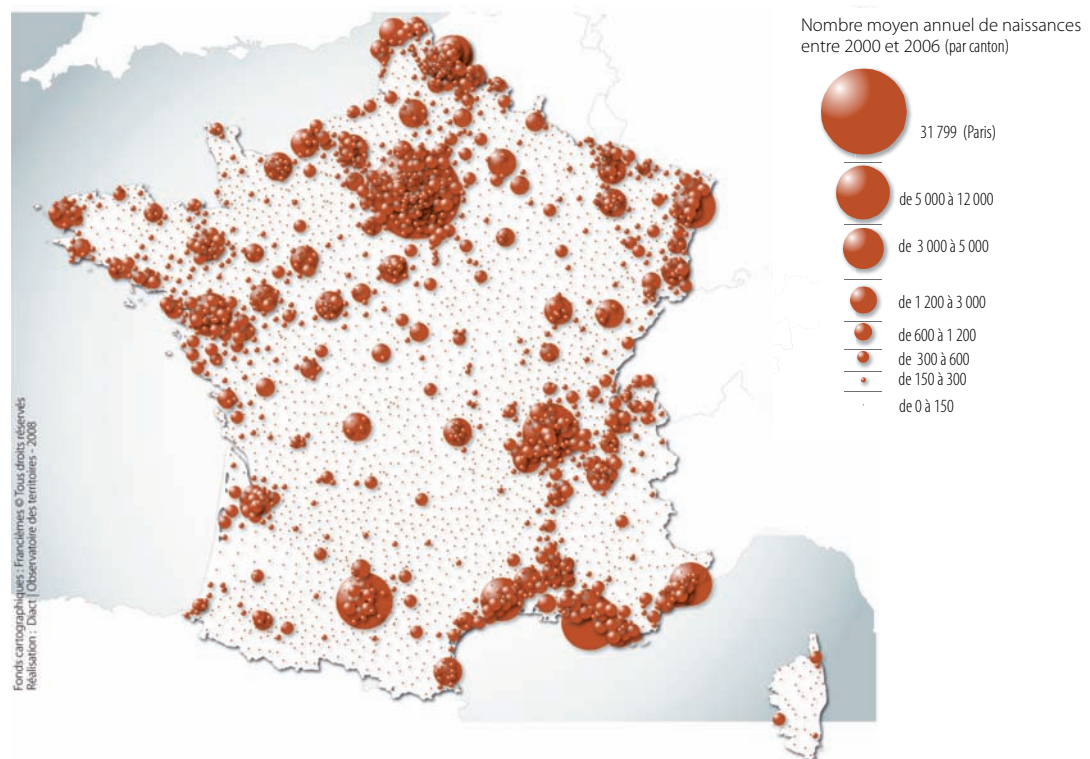 Nombre moyen annuel de naissances
entre 2000 et 2006 (par canton)
31 799 (Paris)
de 5 000 à 12 000
de 3 000 à 5 000
de 1 200 à 3 000
de 600 à 1 200
de 300 à 600
de 150 à 300
de 0 à 150
Fonds cartographiques : Franclèmes © Tous droits réservés
Réalisation : Diact | Observatoire des territoires - 2008